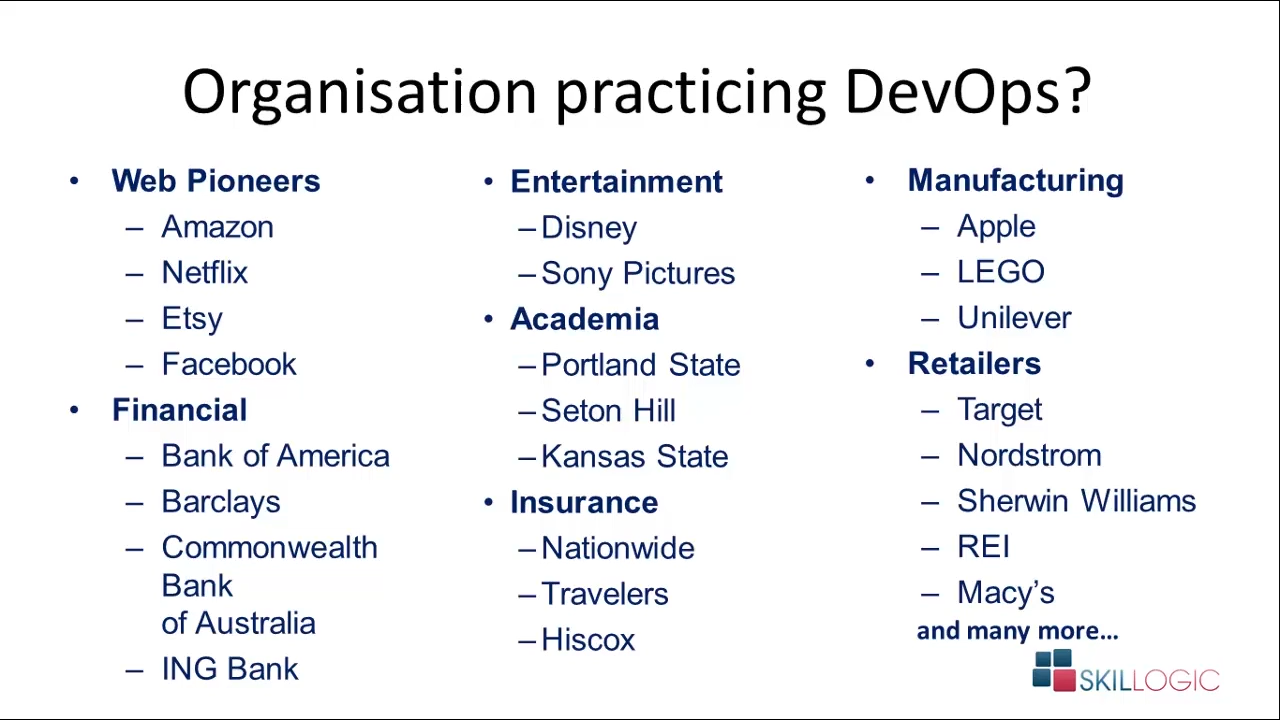 Organisation practicing DevOps?
• Web Pioneers
– Amazon
– Netflix
– Etsy
– Facebook
• Financial
– Bank of America
– Barclays
– Commonwealth
Bank
of Australia
– ING Bank
• Entertainment
– Disney
– Sony Pictures
• Academia
– Portland State
– Seton Hill
– Kansas State
• Insurance
– Nationwide
– Travelers
– Hiscox
• Manufacturing
– Apple
– LEGO
– Unilever
• Retailers
– Target
– Nordstrom
– Sherwin Williams
– REI
– Macy’s
and many more…
SKILLOGIC